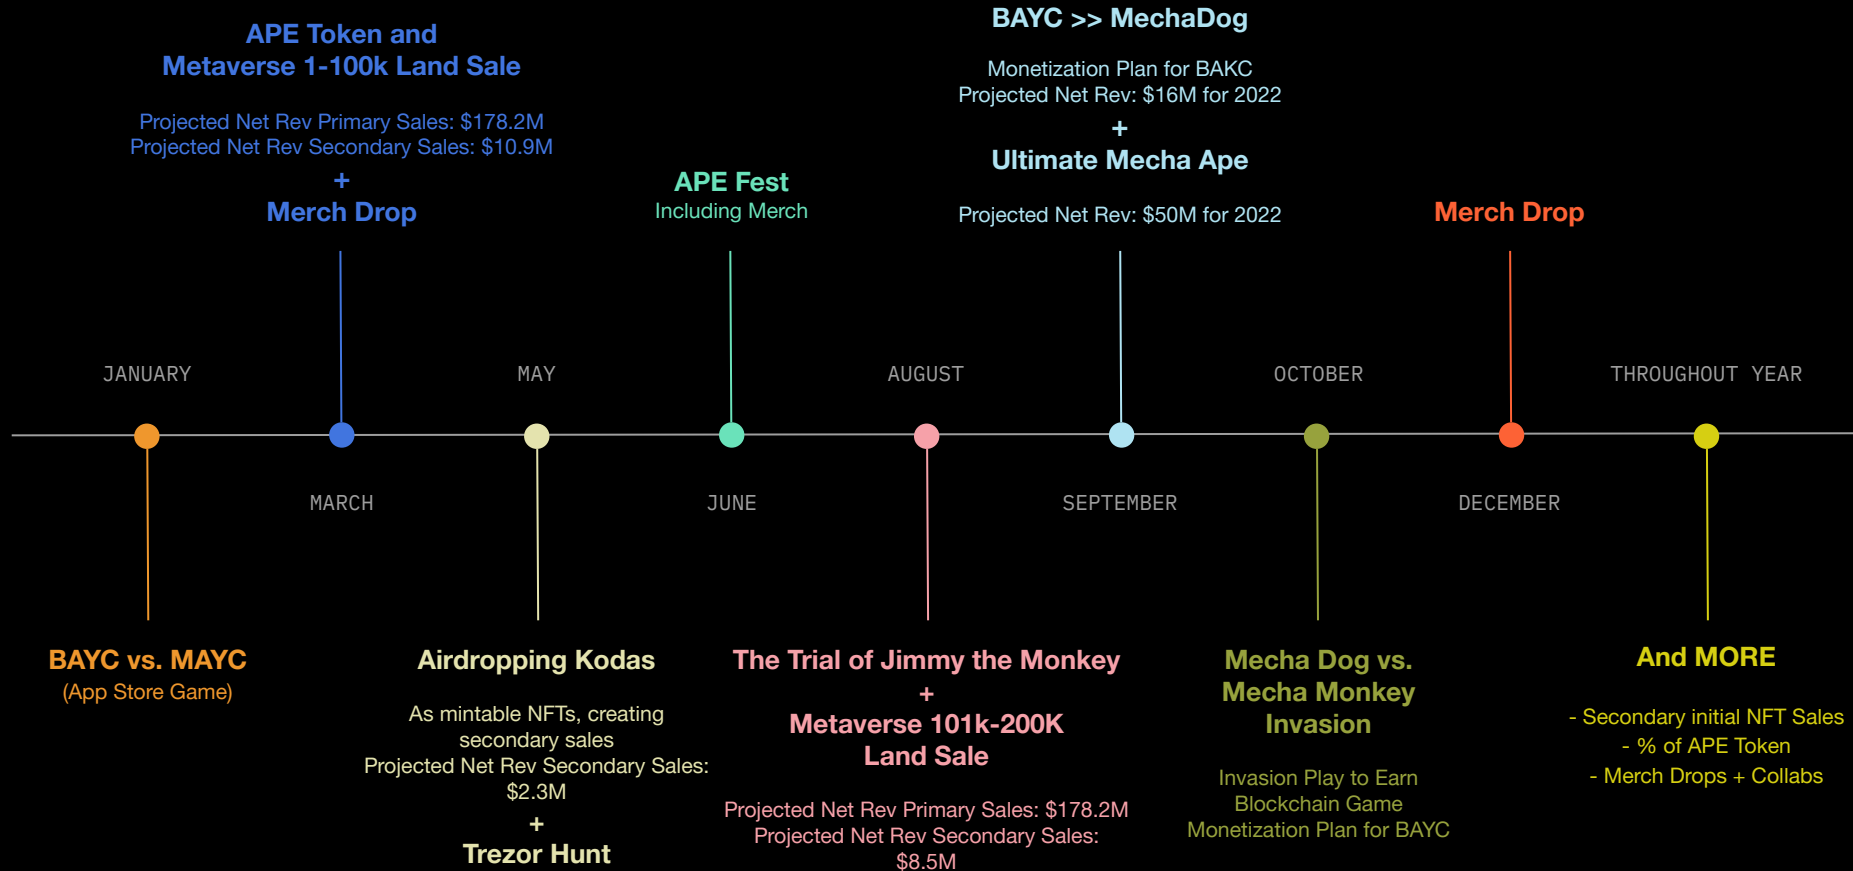 APE Token and
Metaverse 1-100k Land Sale
Projected Net Rev Primary Sales: $178.2M
Projected Net Rev Secondary Sales: $10.9M
+
Merch Drop
APE Fest
Including Merch
BAYC >> MechaDog
Monetization Plan for BAKC
Projected Net Rev: $16M for 2022
+
Ultimate Mecha Ape
Projected Net Rev: $50M for 2022
Merch Drop
JANUARY
MAY
AUGUST
OCTOBER
THROUGHOUT YEAR
MARCH
JUNE
SEPTEMBER
DECEMBER
BAYC vs. MAYC
(App Store Game)
Airdropping Kodas
As mintable NFTs, creating
secondary sales
Projected Net Rev Secondary Sales:
$2.3M
+
Trezor Hunt
The Trial of Jimmy the Monkey
+
Metaverse 101k-200K
Land Sale
Projected Net Rev Primary Sales: $178.2M
Projected Net Rev Secondary Sales:
$8.5M
Mecha Dog vs.
Mecha Monkey
Invasion
Invasion Play to Earn
Blockchain Game
Monetization Plan for BAYC
And MORE
- Secondary initial NFT Sales
- % of APE Token
- Merch Drops + Collabs